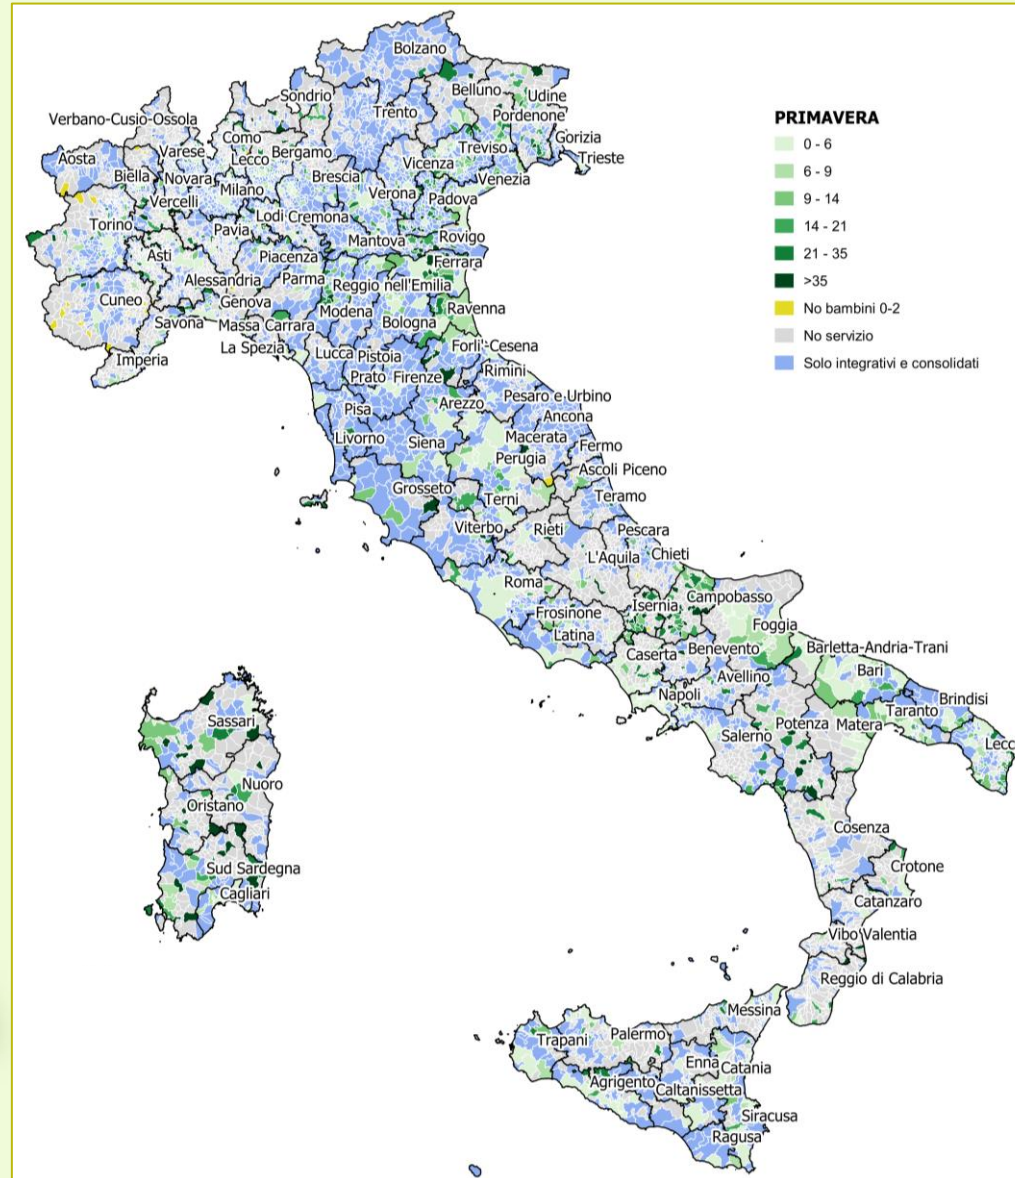 Bolzano
Sondrio
Belluno
Udine
Verbano-Cusio-Ossola
Trento
Pordenone
Como
Gorizia
Aosta
Varese
Lecco
Bergamo
Treviso
Trieste
Vicenza
Biella
Novara
Brescia
Milano
Verona
Venezia
Vercelli
Padova
Torino
Lodi
Cremona
Pavia
Mantova
Rovigo
Asti
Piacenza
Ferrara
Alessandria
Parma
Reggio nell'Emilia
Cuneo
Genova
Ravenna
Modena
Savona
Massa Carrara
Bologna
Imperia
La Spezia
Lucca
Pistoia
Forli'-Cesena
Prato
Firenze
Rimini
Pisa
Arezzo
Pesaro e Urbino
Ancona
Livorno
Siena
Macerata
Fermo
Perugia
Ascoli Piceno
Grosseto
Terni
Teramo
Viterbo
Rieti
Pescara
L'Aquila
Chieti
Roma
Campobasso
Isernia
Frosinone
Foggia
Latina
Caserta
Benevento
Barletta-Andria-Trani
Avellino
Bari
Napoli
Brindisi
Taranto
Sassari
Potenza
Matera
Salerno
Lecc
Nuoro
Oristano
Cosenza
Sud Sardegna
Crotone
Cagliari
Catanzaro
Vibo Valentia
Reggio di Calabria
Messina
Palermo
Trapani
Enna
Catania
Agrigento
Caltanissetta
Siracusa
Ragusa
PRIMAVERA
0 - 6
6 - 9
9 - 14
14 - 21
21 - 35
>35
No bambini 0-2
No servizio
Solo integrativi e consolidati